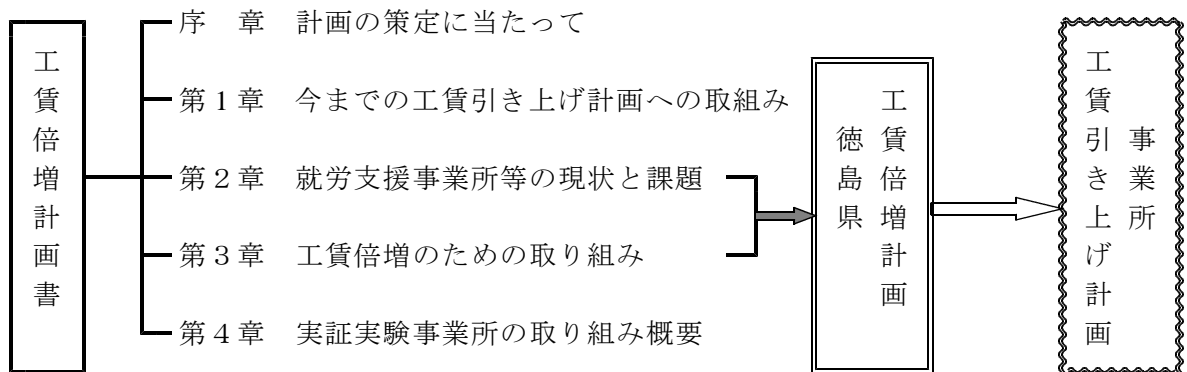 工賃倍増計画書
序　章　計画の策定に当たって
第１章　今までの工賃引き上げ計画への取組み
第２章　就労支援事業所等の現状と課題
第３章　工賃倍増のための取り組み
第４章　実証実験事業所の取り組み概要
工賃倍増計画
徳島県
事業所
工賃引き上げ計画